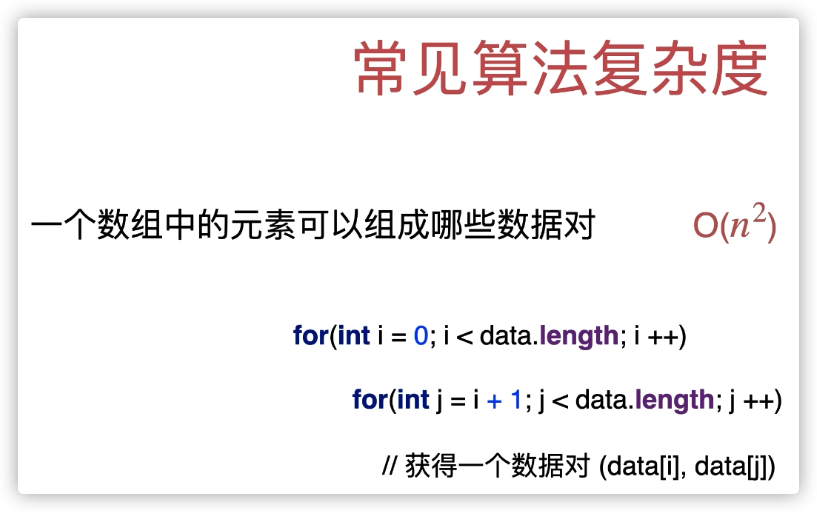 常见算法复杂度
一个数组中的元素可以组成哪些数据对 O(n²)
for(int i = 0; i < data.length; i ++)
for(int j = i + 1; j < data.length; j ++)
// 获得一个数据对 (data[i], data[j])